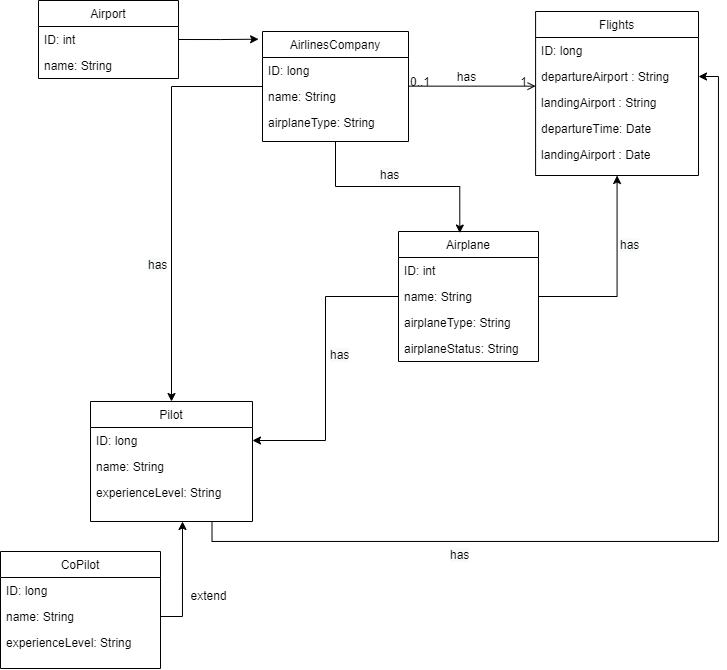 Airport
ID: int
name: String
AirlinesCompany
ID: long
name: String
airplaneType: String
0..1
has
1
Flights
ID: long
departureAirport : String
landingAirport : String
departureTime: Date
landingAirport : Date
has
has
has
Airplane
ID: int
name: String
airplaneType: String
airplaneStatus: String
has
Pilot
ID: long
name: String
experienceLevel: String
has
CoPilot
ID: long
name: String
experienceLevel: String
extend